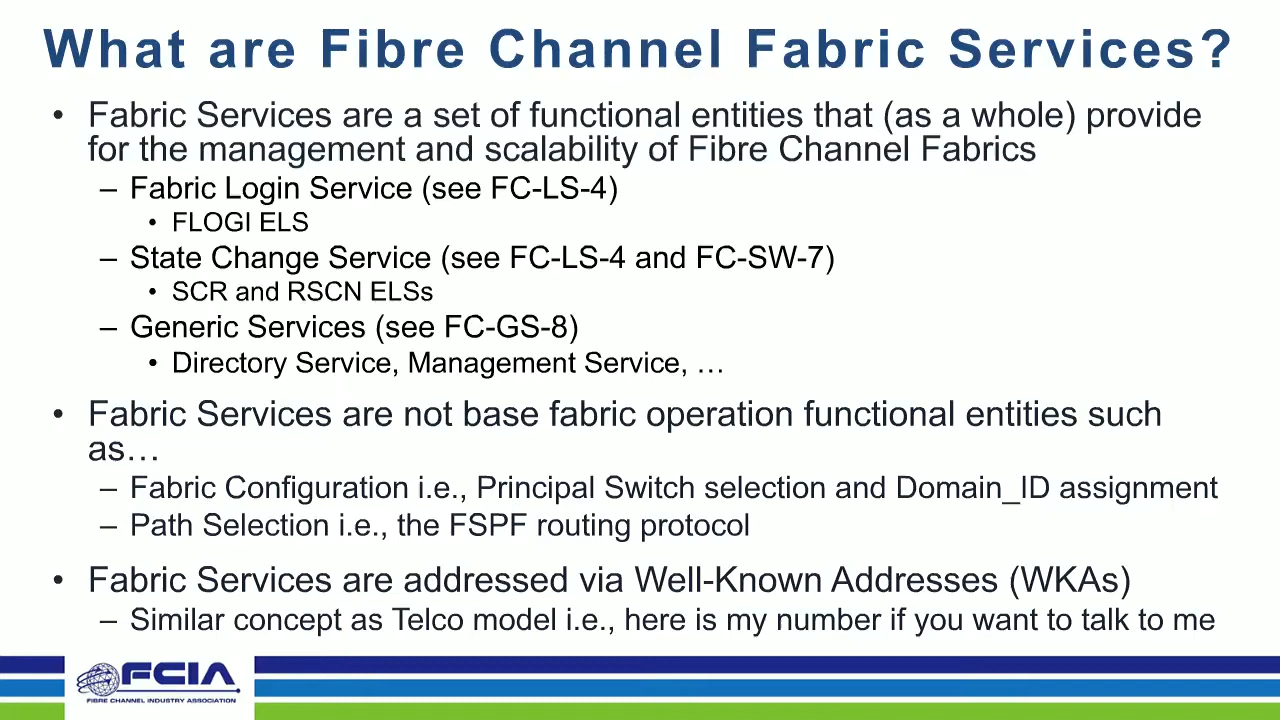 What are Fibre Channel Fabric Services?
• Fabric Services are a set of functional entities that (as a whole) provide
for the management and scalability of Fibre Channel Fabrics
– Fabric Login Service (see FC-LS-4)
• FLOGI ELS
– State Change Service (see FC-LS-4 and FC-SW-7)
• SCR and RSCN ELSs
– Generic Services (see FC-GS-8)
• Directory Service, Management Service, …
• Fabric Services are not base fabric operation functional entities such
as…
– Fabric Configuration i.e., Principal Switch selection and Domain_ID assignment
– Path Selection i.e., the FSPF routing protocol
• Fabric Services are addressed via Well-Known Addresses (WKAs)
– Similar concept as Telco model i.e., here is my number if you want to talk to me
FCIA
FIBRE CHANNEL INDUSTRY ASSOCIATION